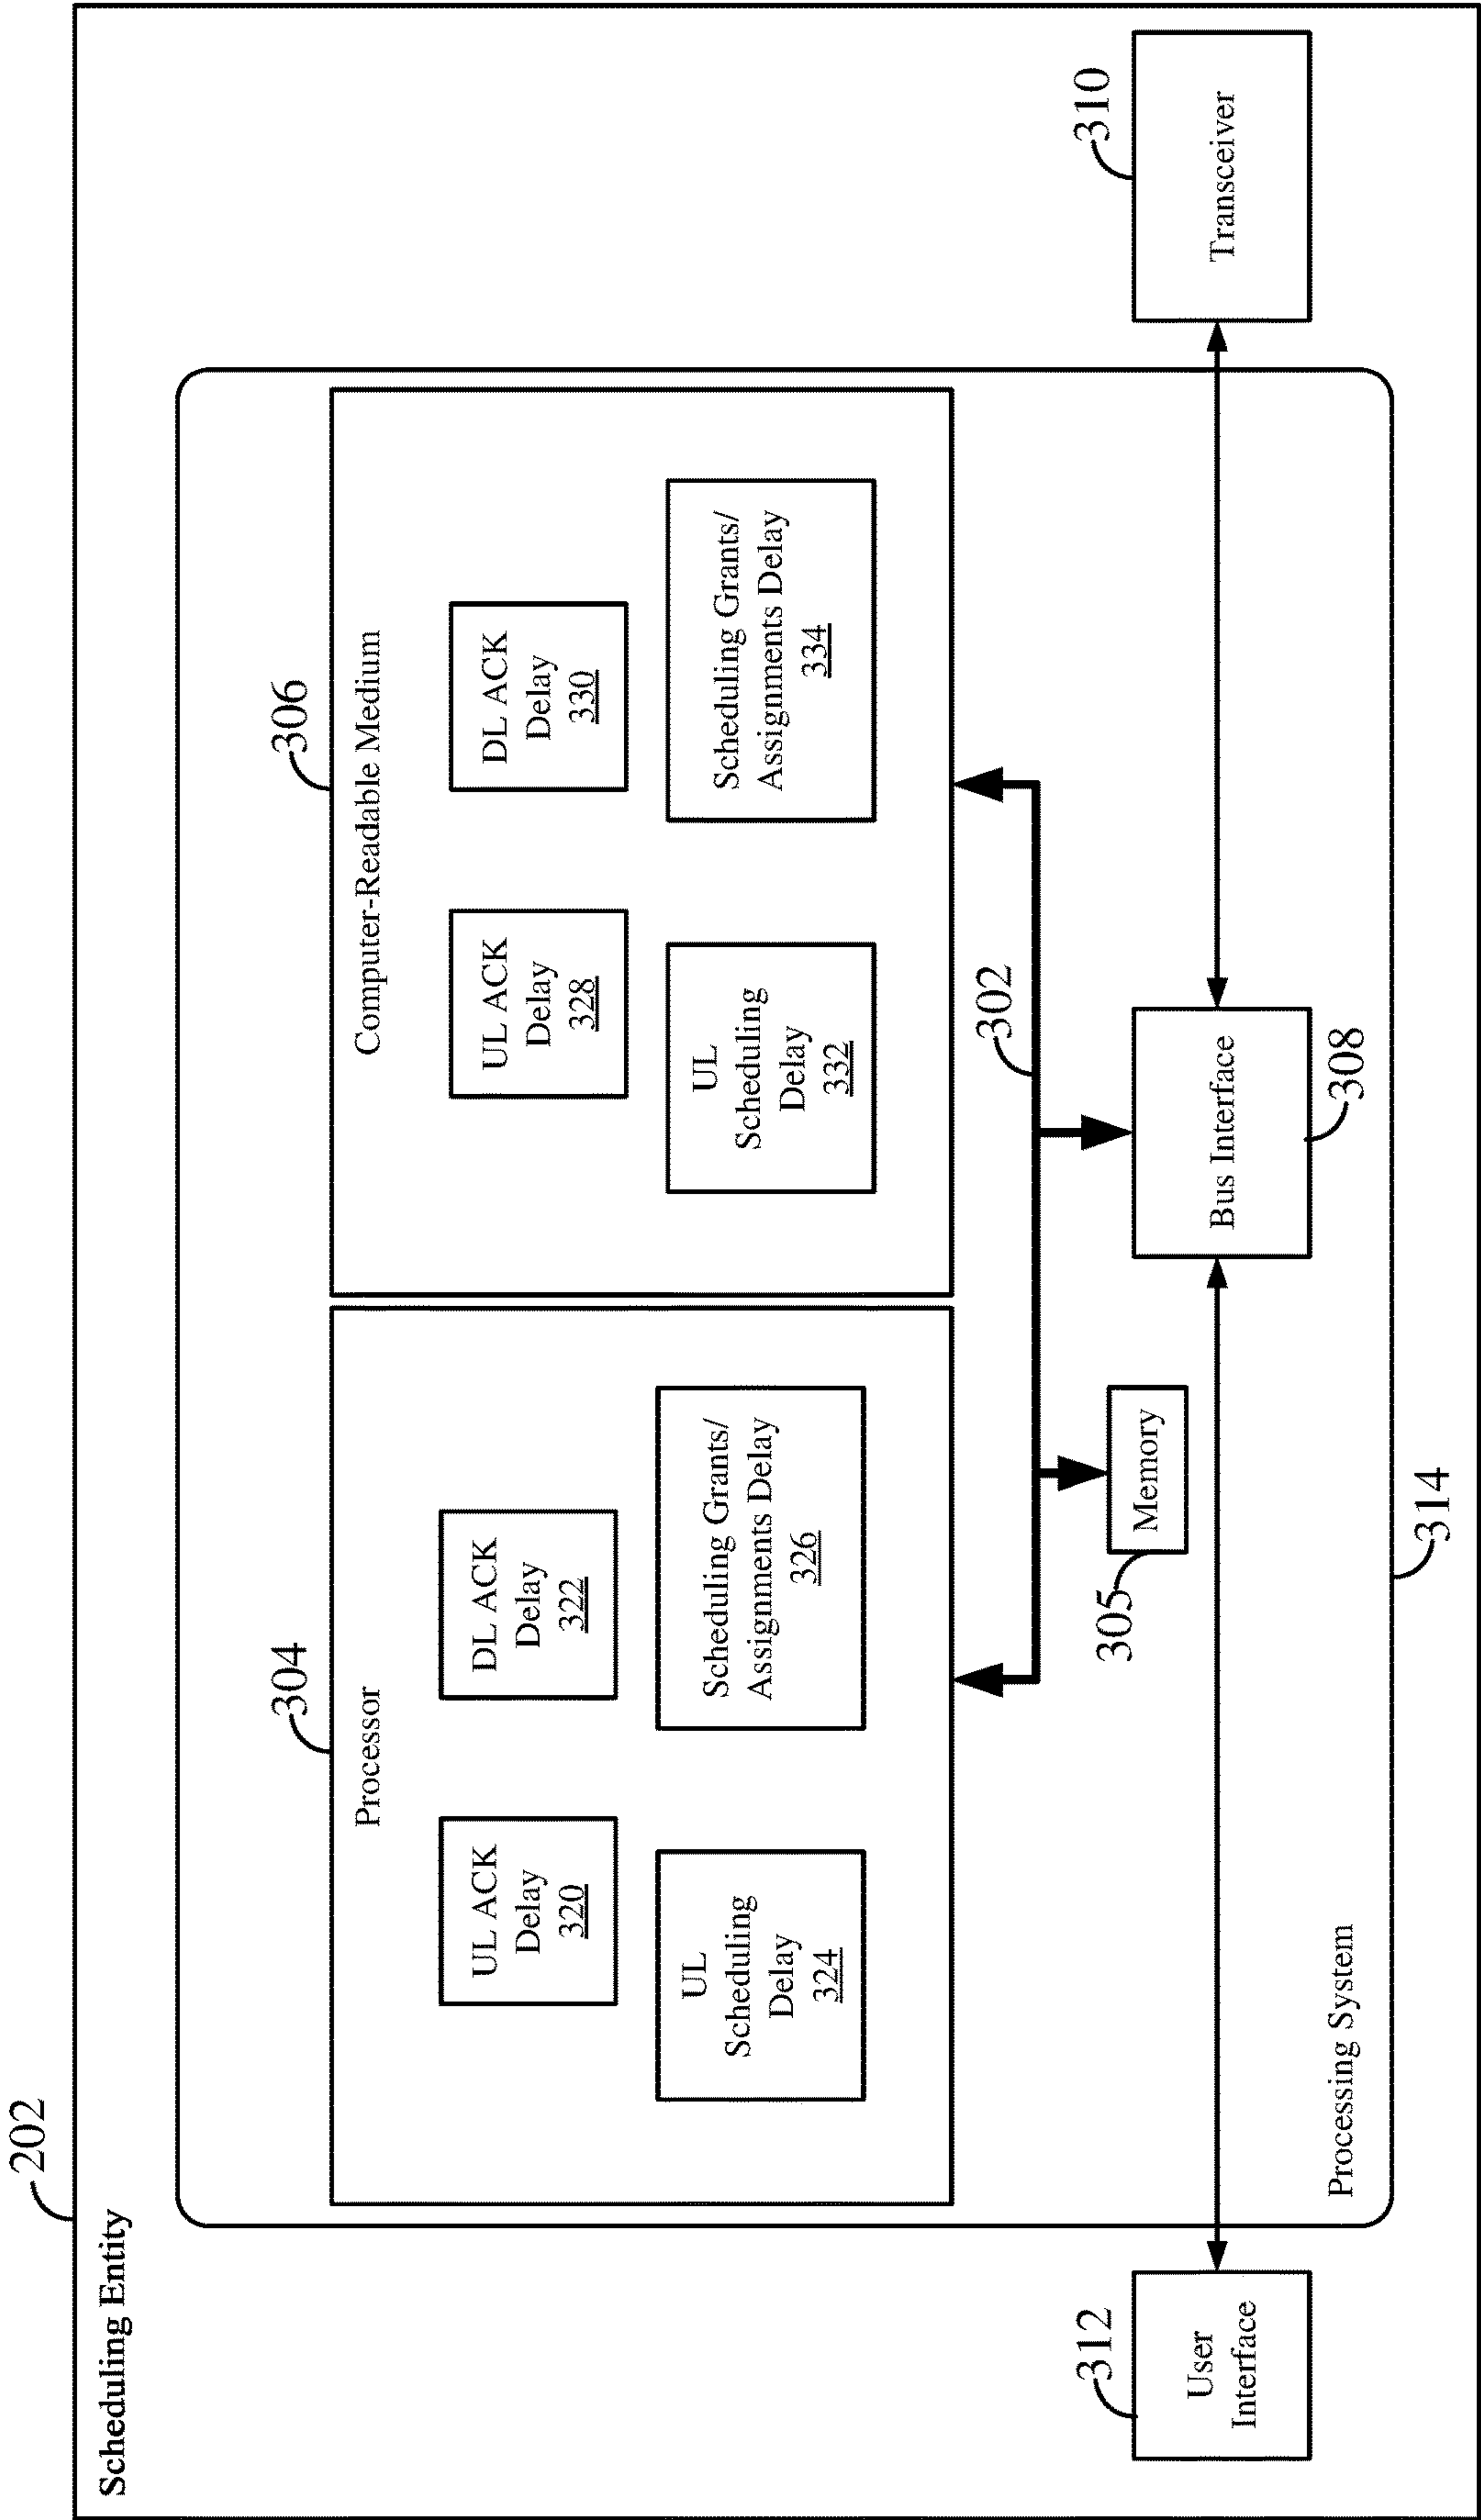 202
Scheduling Entity
304
Processor
UL ACK
Delay
320
DL ACK
Delay
322
UL
Scheduling
Delay
324
Scheduling Grants/
Assignments Delay
326
306
Computer-Readable Medium
UL ACK
Delay
328
DL ACK
Delay
330
UL
Scheduling
Delay
332
Scheduling Grants/
Assignments Delay
334
302
305
Memory
312
User
Interface
Bus Interface
308
310
Transceiver
Processing System
314